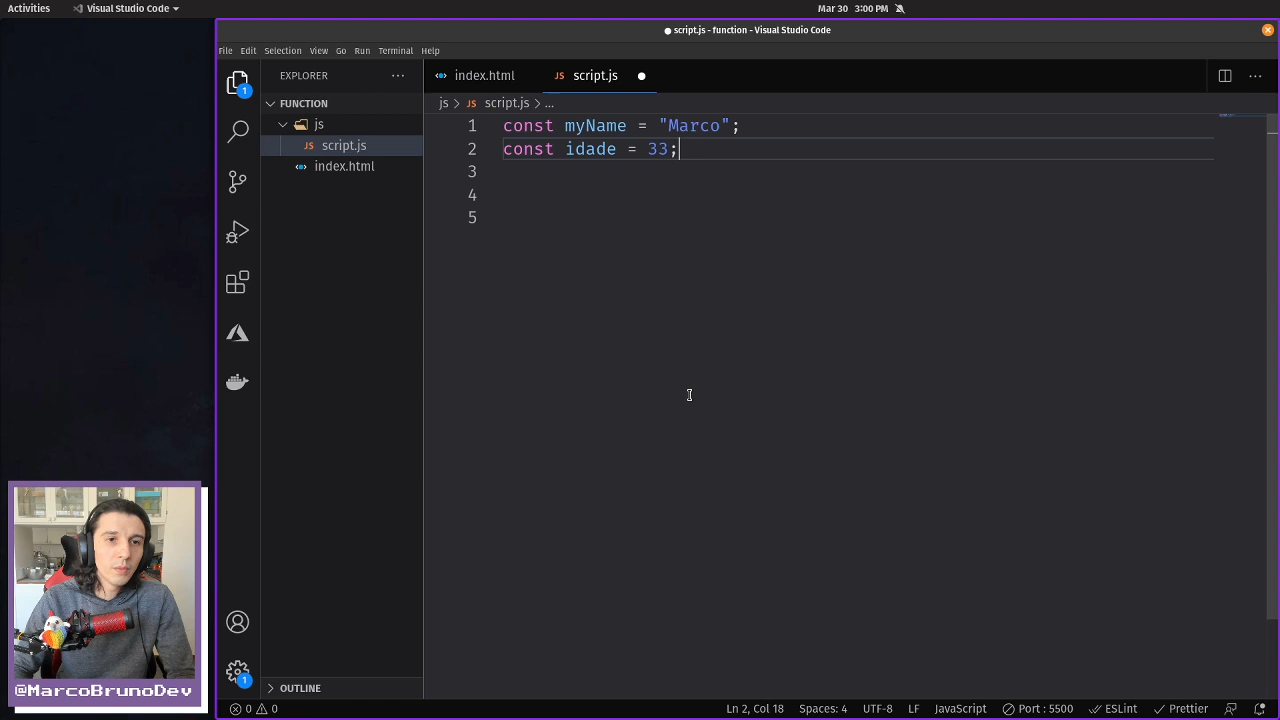 Activities
Visual Studio Code
Mar 30 3:00 PM
● script.js - function - Visual Studio Code
File Edit Selection View Go Run Terminal Help
EXPLORER ···
index.html
JS script.js ●
FUNCTION
js > JS script.js > ...
js
JS script.js
index.html
1 const myName = "Marco";
2 const idade = 33;
3
4
5
1
1
OUTLINE
@MarcoBrunoDev
0 0
Ln 2, Col 18 Spaces: 4 UTF-8 LF JavaScript Port : 5500 ESLint Prettier